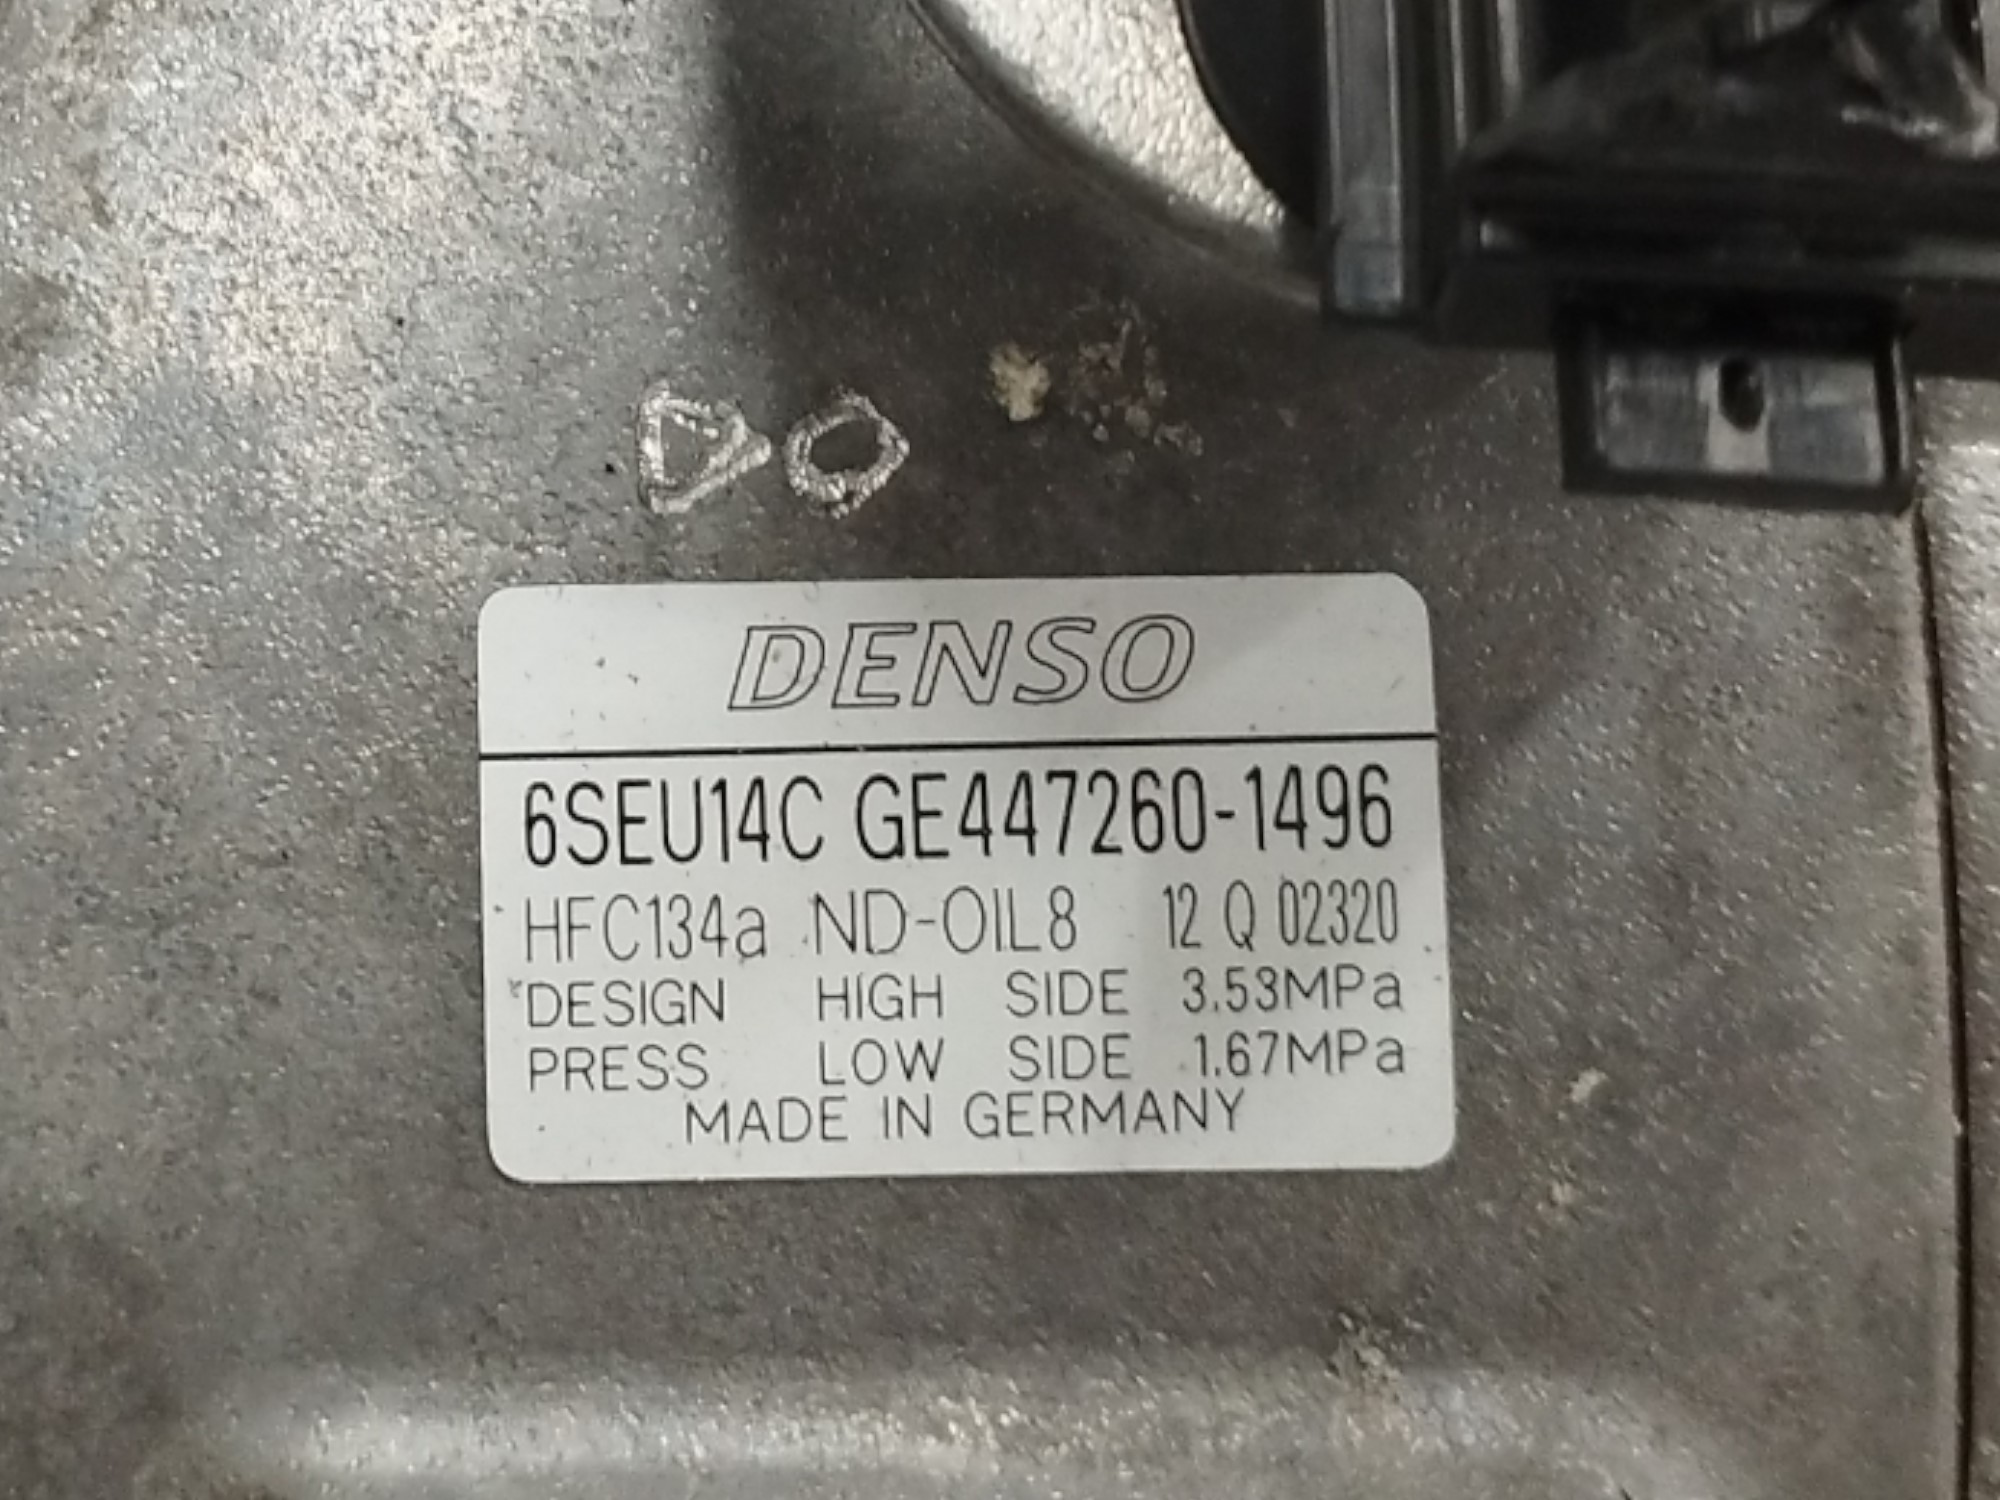 DO
DENSO
6SEU14C GE447260-1496
HFC134a ND-OIL8 12 Q 02320
DESIGN HIGH SIDE 3.53MPa
PRESS LOW SIDE 1.67MPa
MADE IN GERMANY